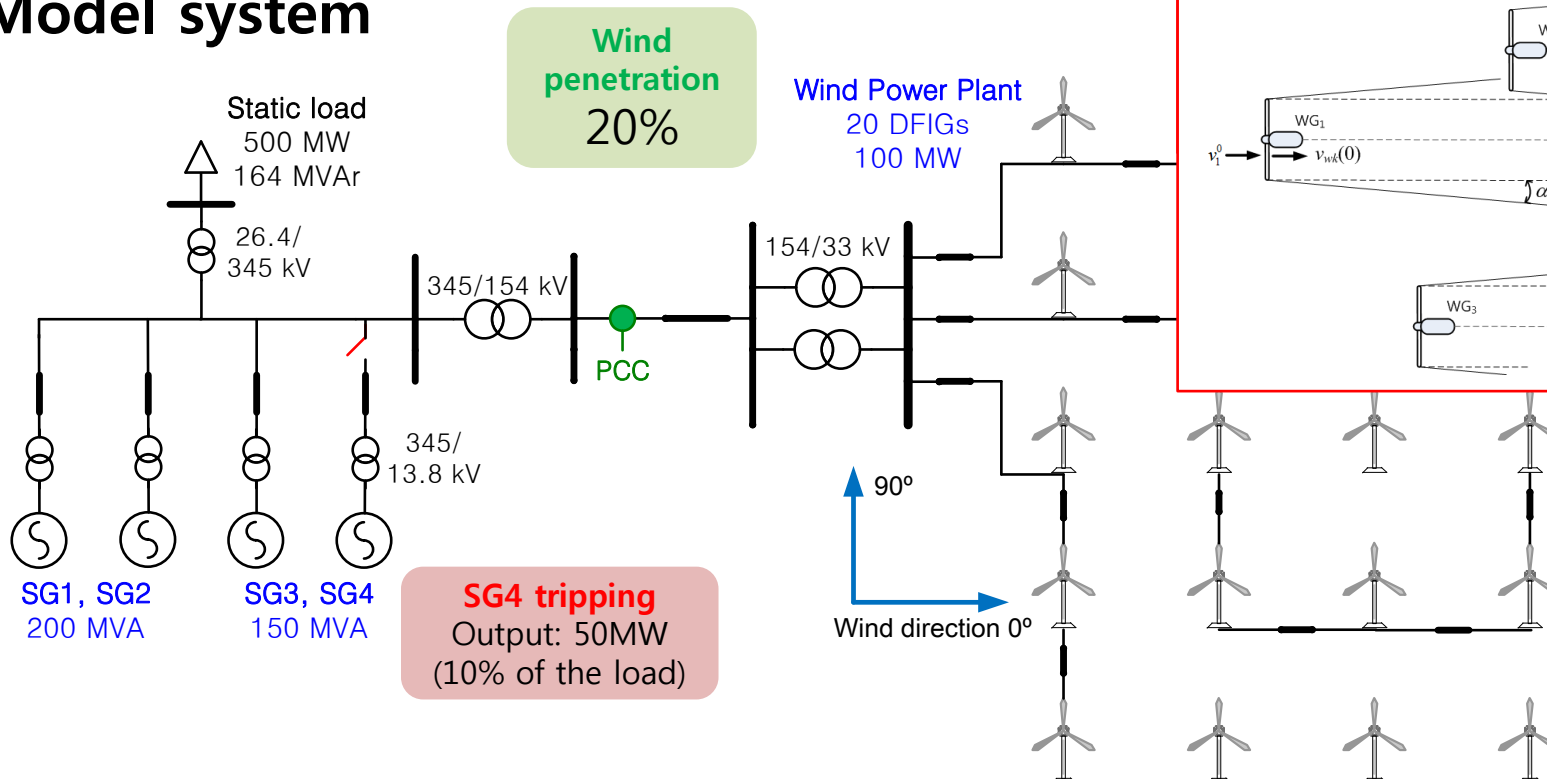 Model system
Wind
penetration
20%
Static load
500 MW
164 MVAr
26.4/
345 kV
345/154 kV
PCC
154/33 kV
Wind Power Plant
20 DFIGs
100 MW
WG₁
v₁⁰
v_wk(0)
α
WG₃
345/
13.8 kV
SG1, SG2
200 MVA
SG3, SG4
150 MVA
SG4 tripping
Output: 50MW
(10% of the load)
90º
Wind direction 0º